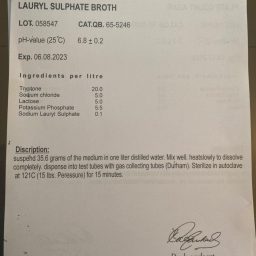 LAURYL SULPHATE BROTH
LOT. 058547 CAT.QB. 65-5246
pH-value (25°C) 6.8 ± 0.2
Exp. 06.08.2023
Ingredients per litre
Triptone 20.0
Sodium chloride 5.0
Lactose 5.0
Potassium Phosphate 5.5
Sodium Lauryl Sulphate 0.1
Discription:
suspehd 35.6 grams of the medium in one liter distilled water. Mix well. heatslowly to dissolve
completely. dispense into test tubes with gas collecting tubes (Durham). Sterilize in autoclave
at 121C (15 lbs. Peressure) for 15 minutes.